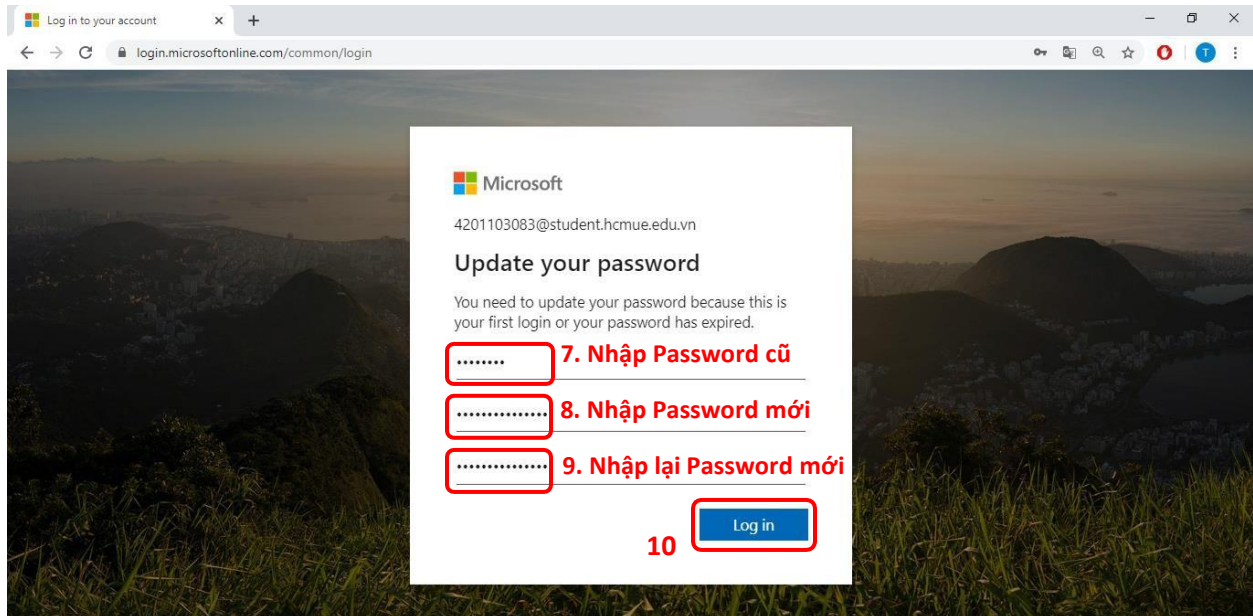 Log in to your account
login.microsoftonline.com/common/login
T
Microsoft
4201103083@student.hcmue.edu.vn
Update your password
You need to update your password because this is
your first login or your password has expired.
•••••••• 7. Nhập Password cũ
••••••••••••••• 8. Nhập Password mới
••••••••••••••• 9. Nhập lại Password mới
Log in
10